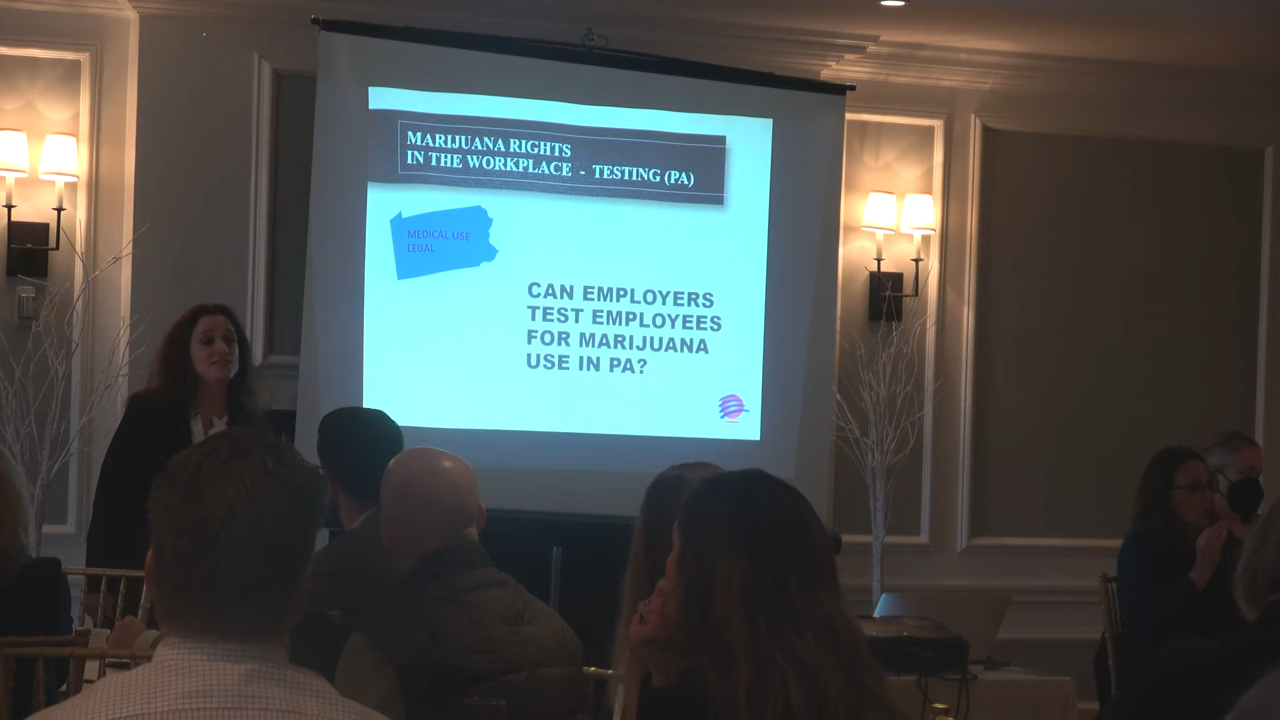 MARIJUANA RIGHTS
IN THE WORKPLACE - TESTING (PA)
MEDICAL USE
LEGAL
CAN EMPLOYERS
TEST EMPLOYEES
FOR MARIJUANA
USE IN PA?